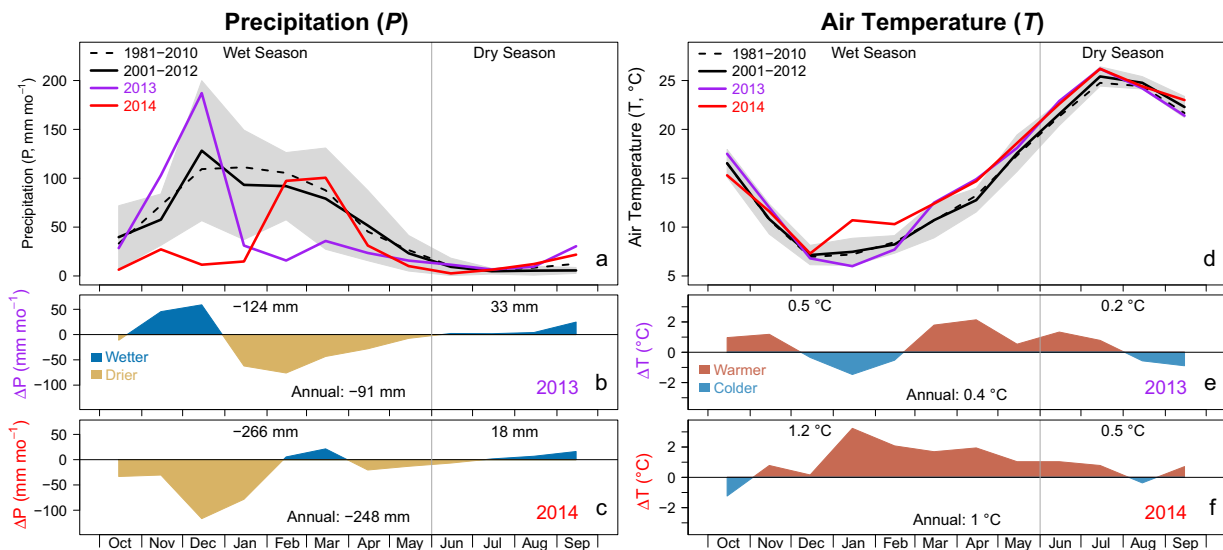 Precipitation (P)
1981−2010
2001−2012
2013
2014
Wet Season
Dry Season
Precipitation (P, mm mo−1)
200
150
100
50
0
a
ΔP (mm mo−1)
50
0
−50
−100
−124 mm
33 mm
Wetter
Drier
Annual: −91 mm
b
2013
ΔP (mm mo−1)
50
0
−50
−100
−266 mm
18 mm
Annual: −248 mm
c
2014
Oct Nov Dec Jan Feb Mar Apr May Jun Jul Aug Sep
Air Temperature (T)
1981−2010
2001−2012
2013
2014
Wet Season
Dry Season
Air Temperature (T, °C)
25
20
15
10
5
d
ΔT (°C)
2
0
−2
0.5 °C
0.2 °C
Warmer
Colder
Annual: 0.4 °C
e
2013
ΔT (°C)
2
0
−2
1.2 °C
0.5 °C
Annual: 1 °C
f
2014
Oct Nov Dec Jan Feb Mar Apr May Jun Jul Aug Sep